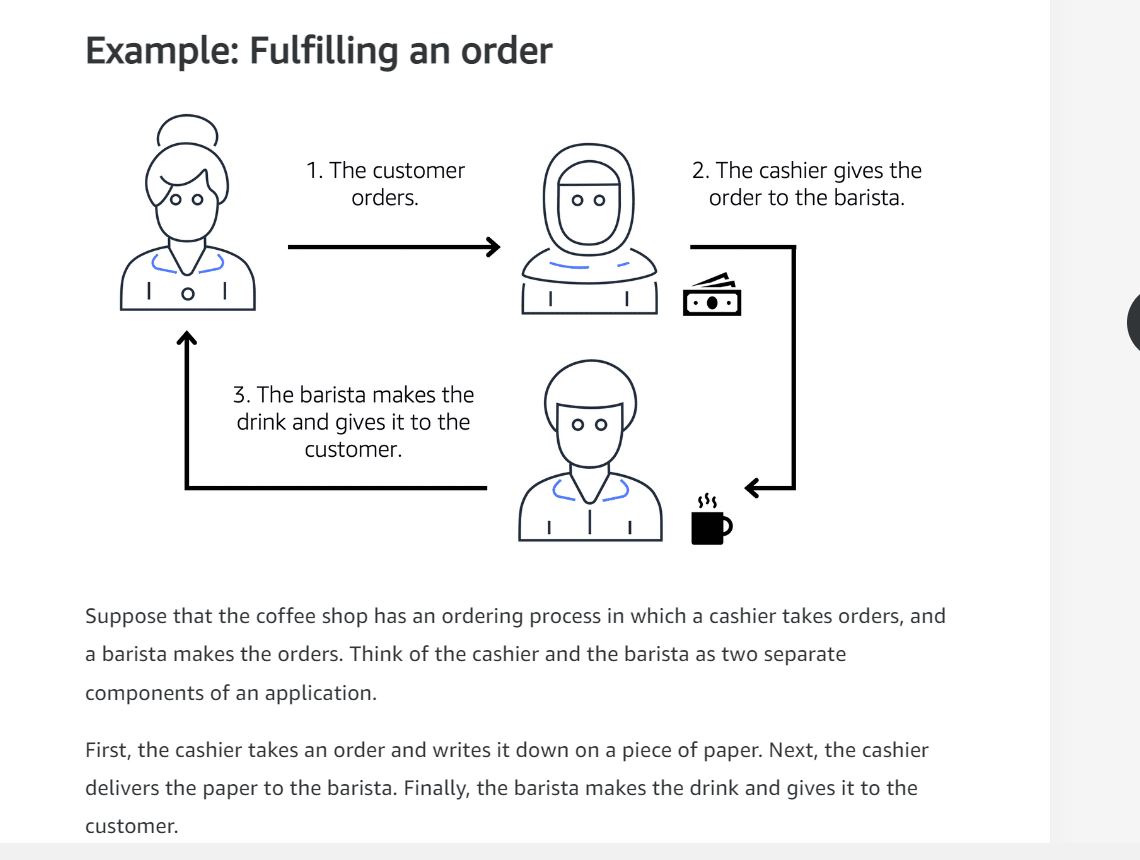 Example: Fulfilling an order
1. The customer
orders.
2. The cashier gives the
order to the barista.
3. The barista makes the
drink and gives it to the
customer.
Suppose that the coffee shop has an ordering process in which a cashier takes orders, and
a barista makes the orders. Think of the cashier and the barista as two separate
components of an application.
First, the cashier takes an order and writes it down on a piece of paper. Next, the cashier
delivers the paper to the barista. Finally, the barista makes the drink and gives it to the
customer.